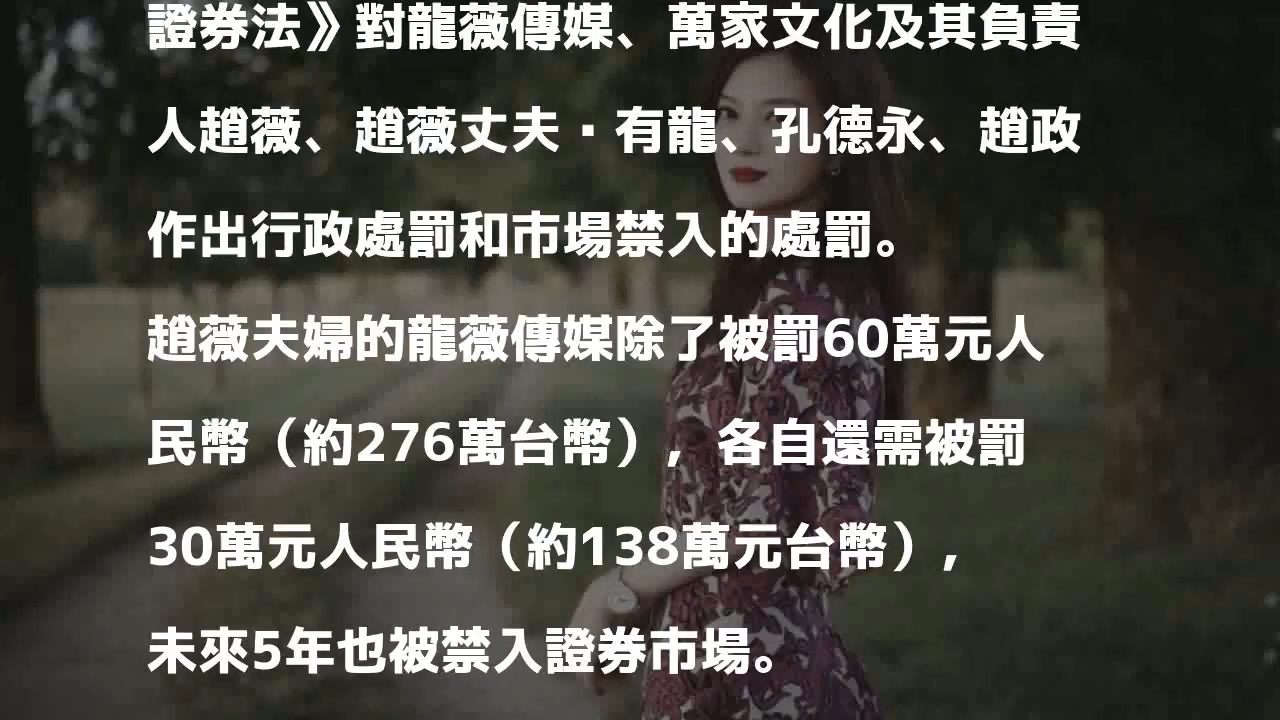 證券法》對龍薇傳媒、萬家文化及其負責
人趙薇、趙薇丈夫·有龍、孔德永、趙政
作出行政處罰和市場禁入的處罰。
趙薇夫婦的龍薇傳媒除了被罰60萬元人
民幣（約276萬台幣），各自還需被罰
30萬元人民幣（約138萬元台幣），
未來5年也被禁入證券市場。